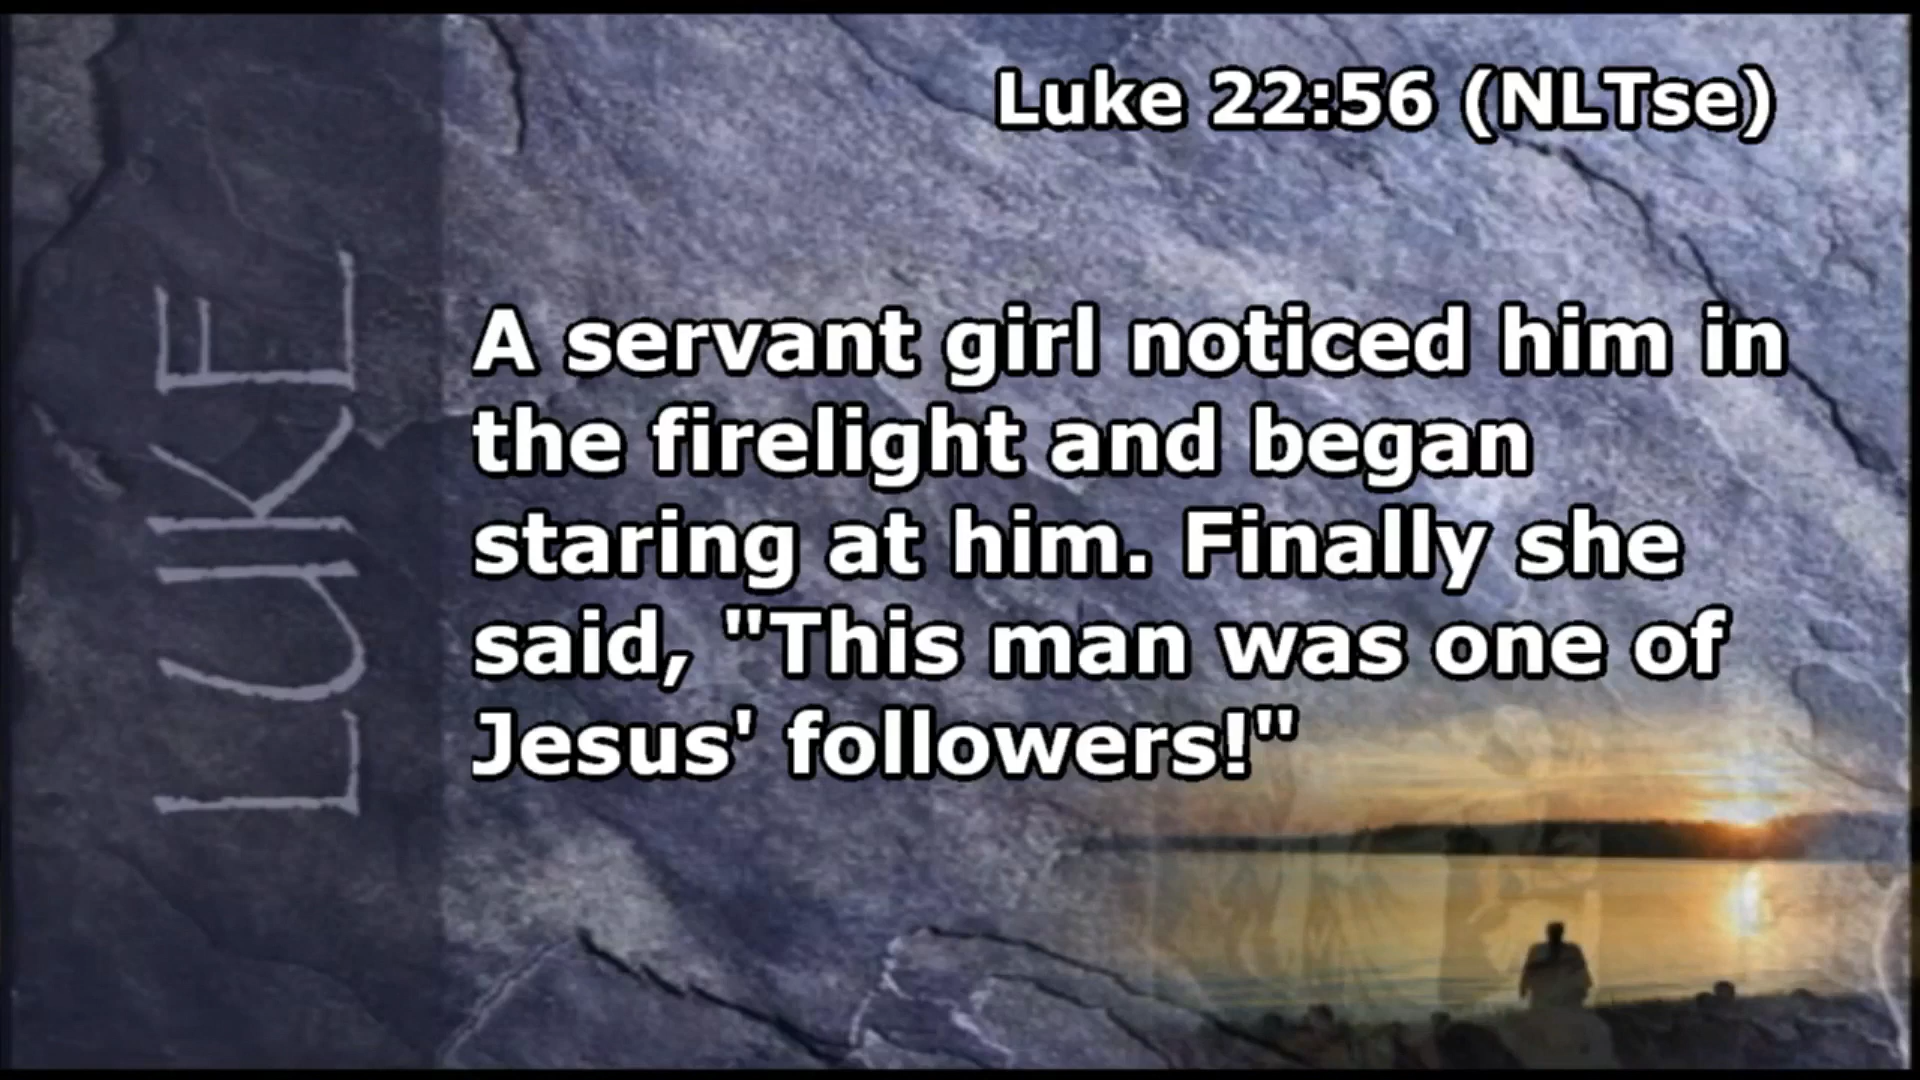 Luke 22:56 (NLTse)
LUKE
A servant girl noticed him in
the firelight and began
staring at him. Finally she
said, "This man was one of
Jesus' followers!"